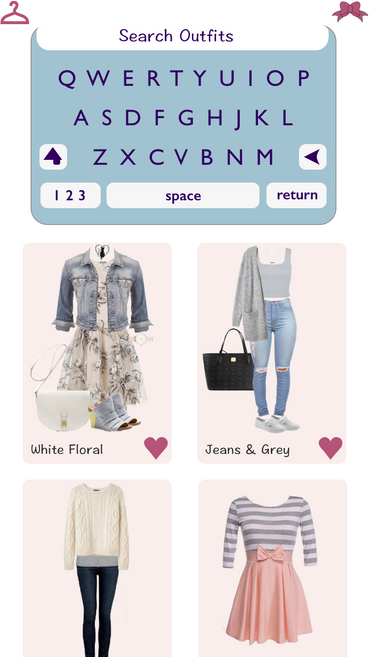 Search Outfits
Q W E R T Y U I O P
A S D F G H J K L
Z X C V B N M
1 2 3 space return
White Floral Jeans & Grey